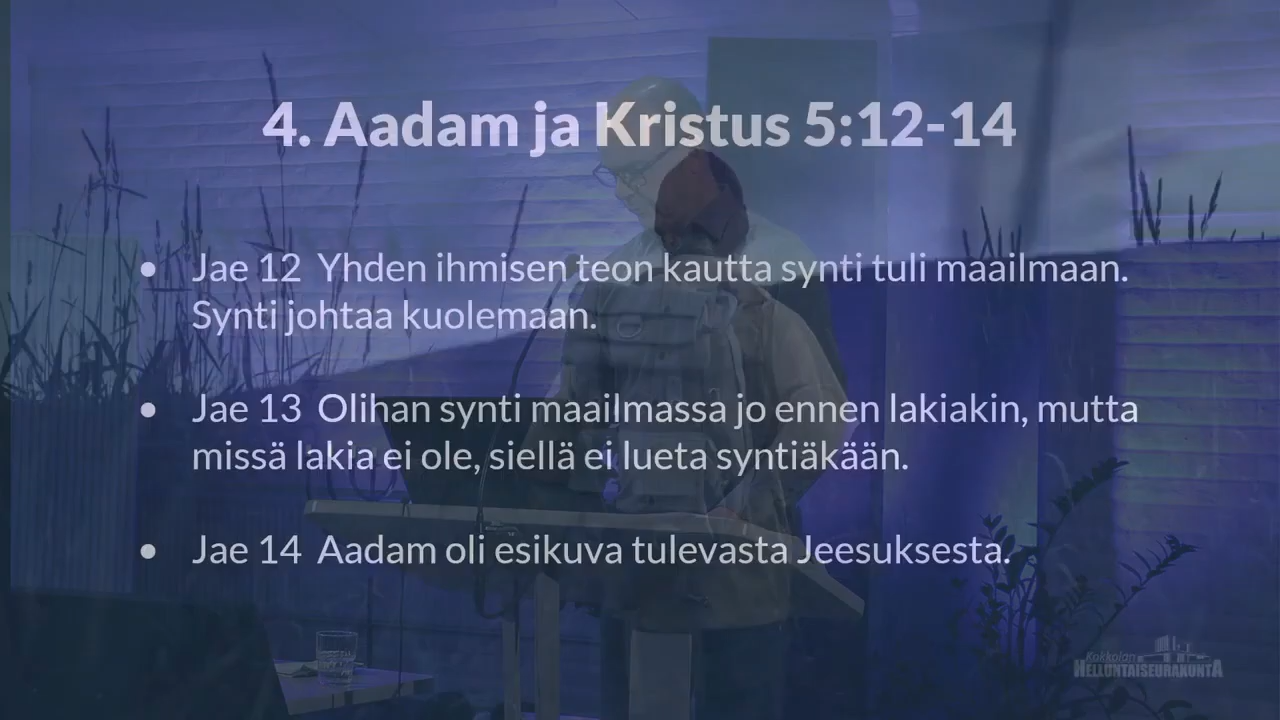 4. Aadam ja Kristus 5:12-14
• Jae 12 Yhden ihmisen teon kautta synti tuli maailmaan.
Synti johtaa kuolemaan.
• Jae 13 Olihan synti maailmassa jo ennen lakiakin, mutta
missä lakia ei ole, siellä ei lueta syntiäkään.
• Jae 14 Aadam oli esikuva tulevasta Jeesuksesta.
Kokkolan
HELLUNTAISEURAKUNTA